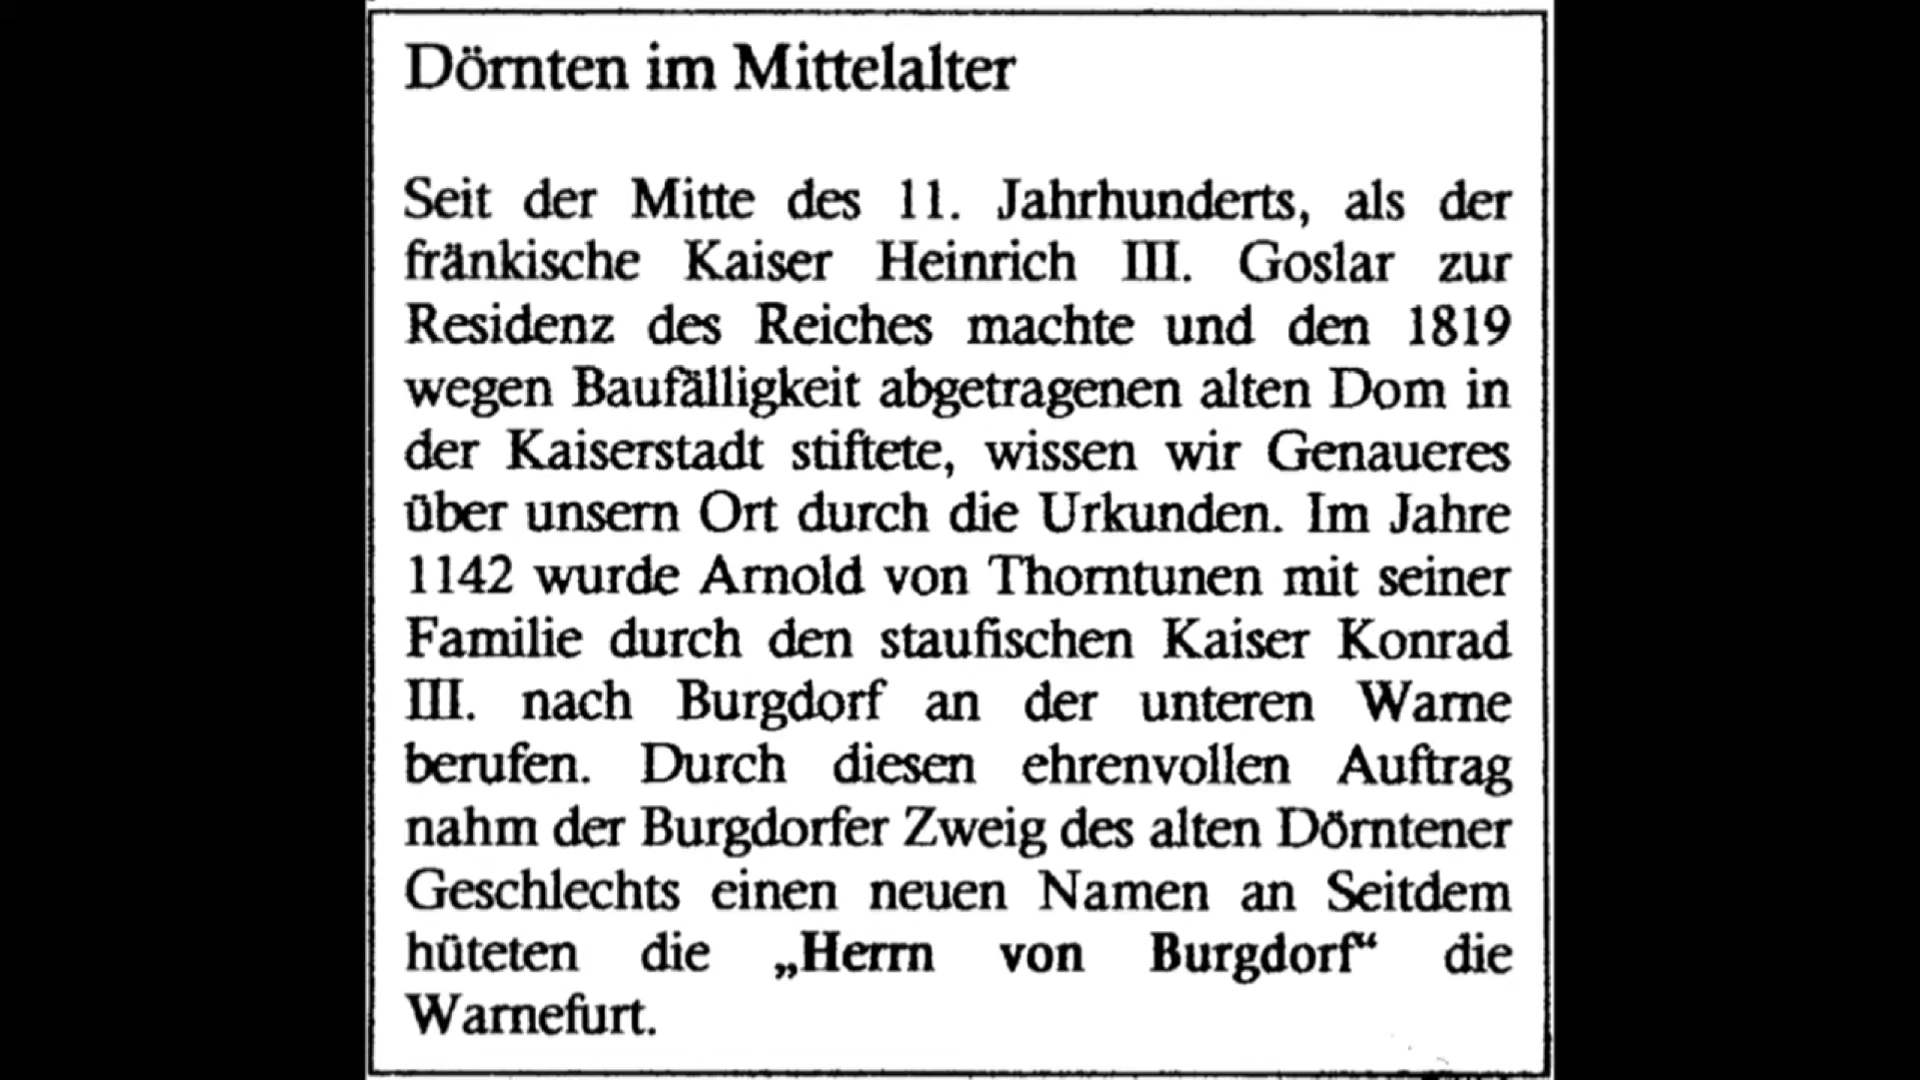 Dörnten im Mittelalter
Seit der Mitte des 11. Jahrhunderts, als der
fränkische Kaiser Heinrich III. Goslar zur
Residenz des Reiches machte und den 1819
wegen Baufälligkeit abgetragenen alten Dom in
der Kaiserstadt stiftete, wissen wir Genaueres
über unsern Ort durch die Urkunden. Im Jahre
1142 wurde Arnold von Thorntunen mit seiner
Familie durch den staufischen Kaiser Konrad
III. nach Burgdorf an der unteren Warne
berufen. Durch diesen ehrenvollen Auftrag
nahm der Burgdorfer Zweig des alten Dörntener
Geschlechts einen neuen Namen an Seitdem
hüteten die „Herrn von Burgdorf“ die
Warnefurt.